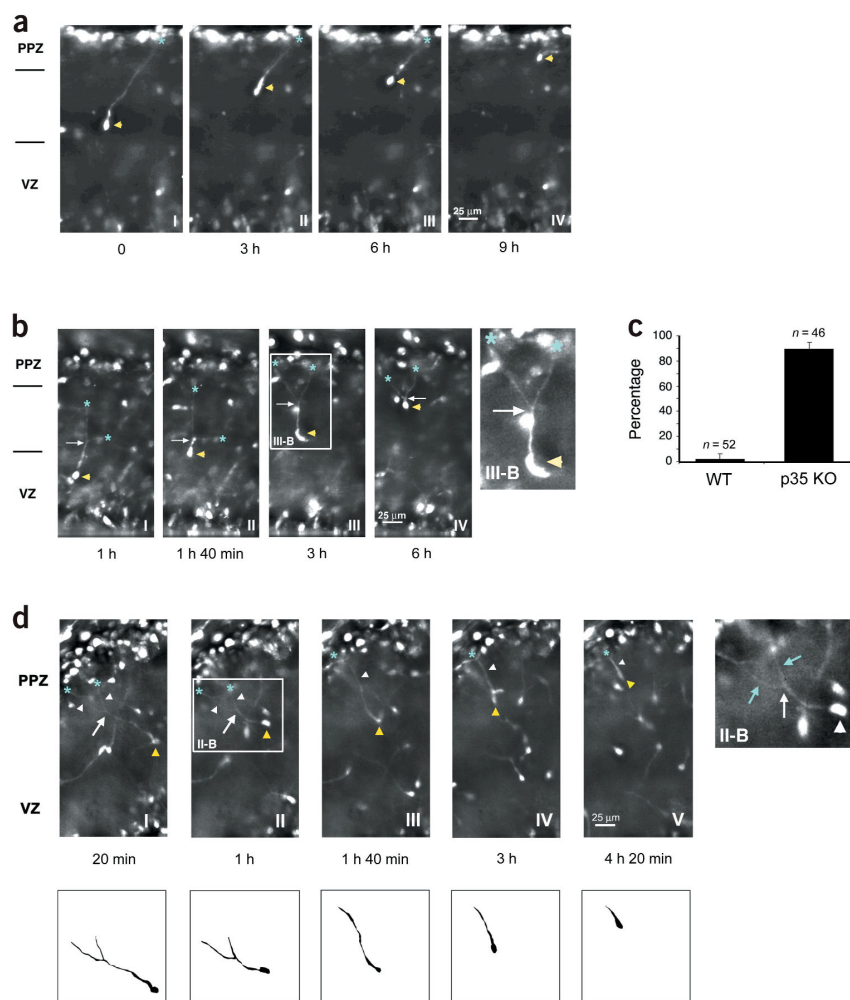 a
PPZ
VZ
I
II
III
25 µm
IV
0
3 h
6 h
9 h
b
PPZ
VZ
I
II
III-B
III
25 µm
IV
III-B
1 h
1 h 40 min
3 h
6 h
c
Percentage
100
80
60
40
20
0
n = 52
n = 46
WT
p35 KO
d
PPZ
VZ
I
II-B
II
III
IV
25 µm
V
II-B
20 min
1 h
1 h 40 min
3 h
4 h 20 min